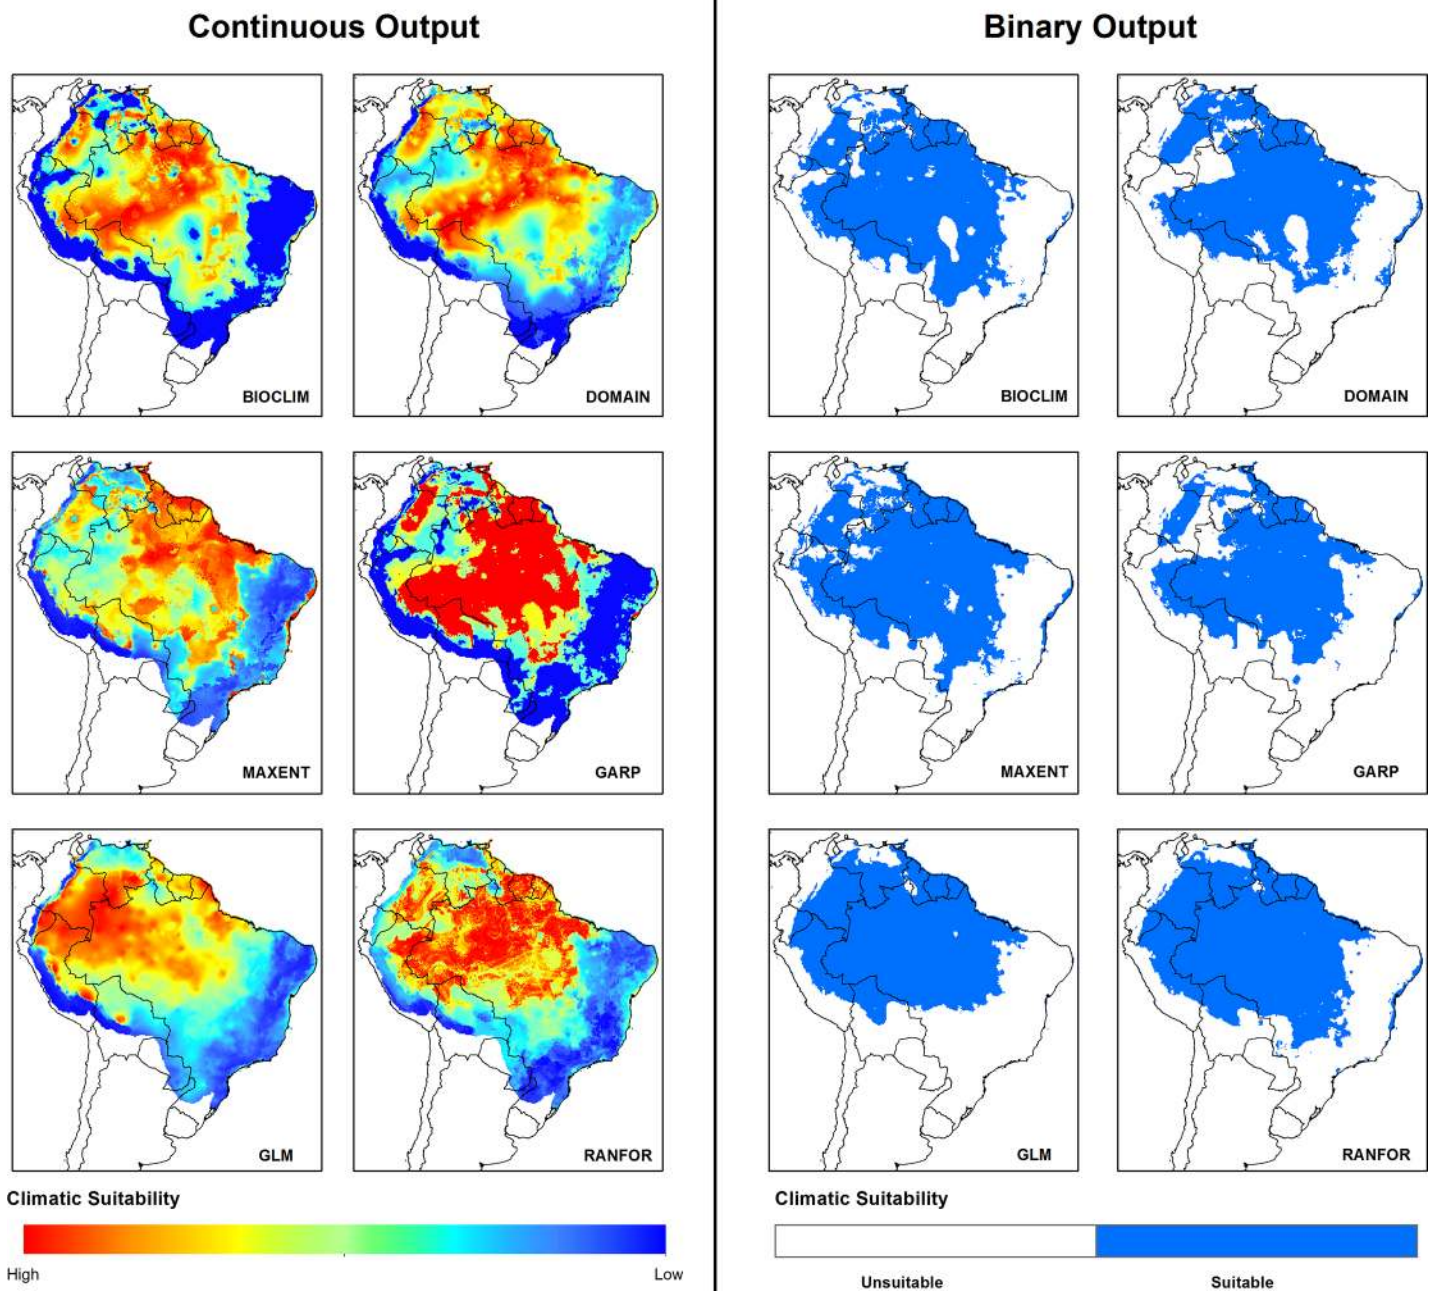 Continuous Output
Binary Output
BIOCLIM
DOMAIN
BIOCLIM
DOMAIN
MAXENT
GARP
MAXENT
GARP
GLM
RANFOR
GLM
RANFOR
Climatic Suitability
High
Low
Climatic Suitability
Unsuitable
Suitable